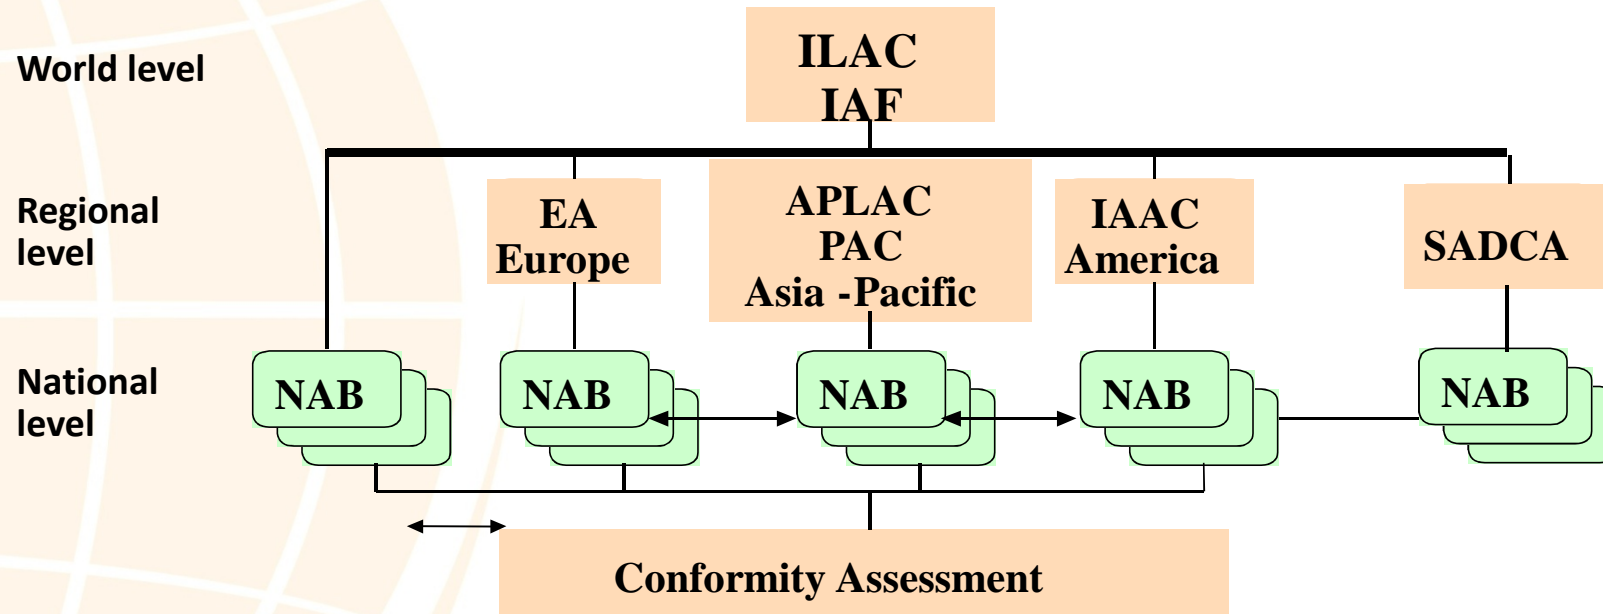 World level
ILAC
IAF
Regional
level
EA
Europe
APLAC
PAC
Asia -Pacific
IAAC
America
SADCA
National
level
NAB
NAB
NAB
NAB
NAB
Conformity Assessment